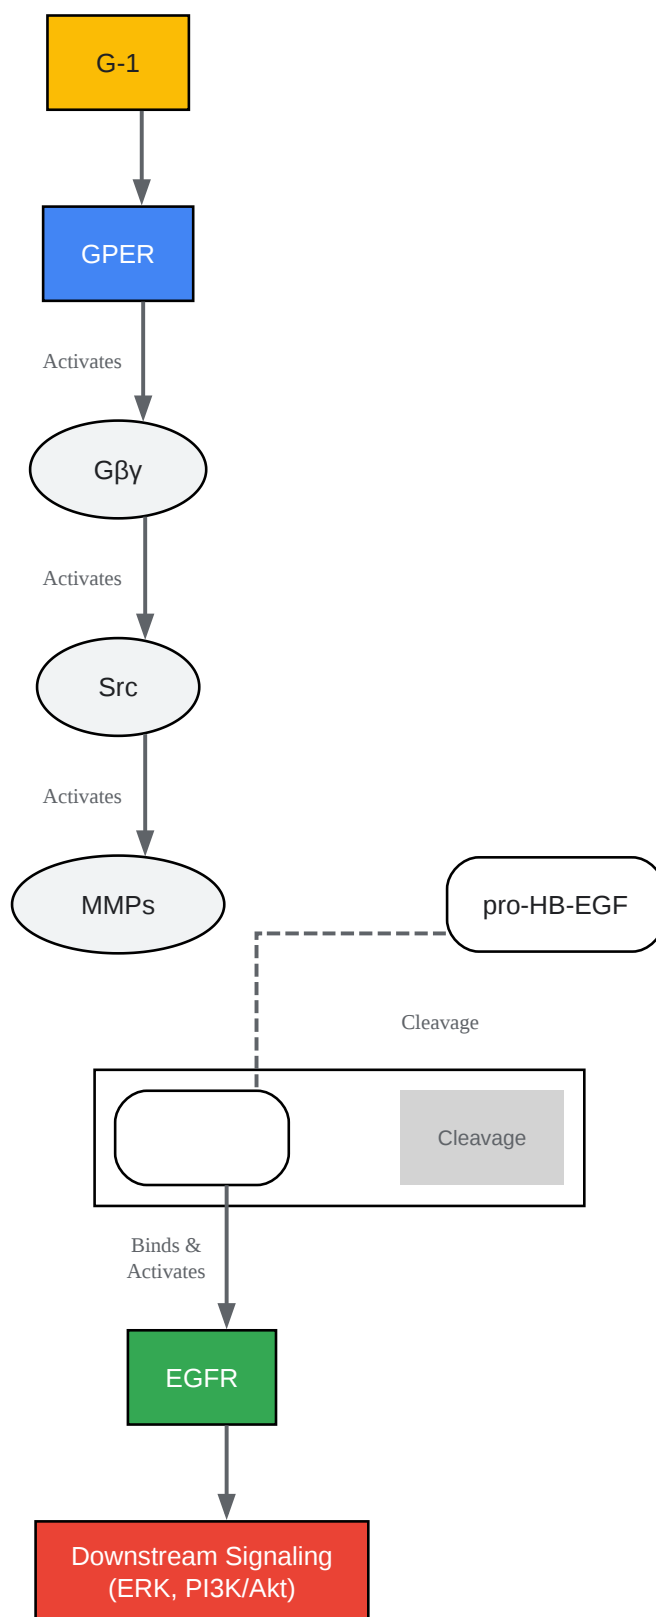 G-1
GPER
Activates
Gβγ
Activates
Src
Activates
MMPs
pro-HB-EGF
Cleavage
Cleavage
Binds &
Activates
EGFR
Downstream Signaling
(ERK, PI3K/Akt)